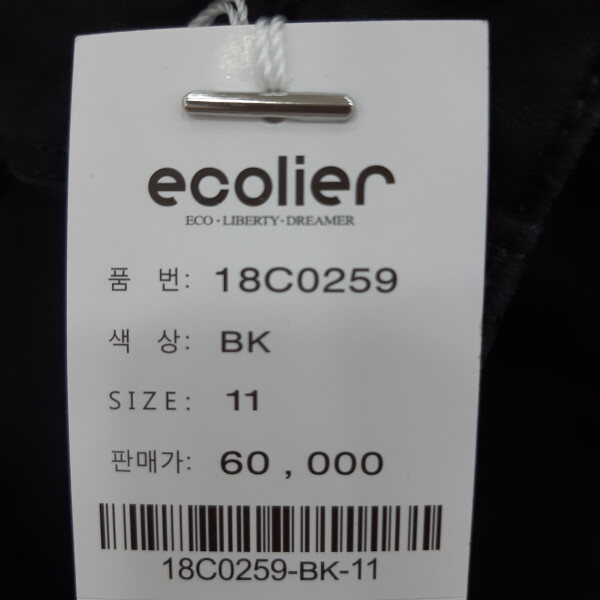 ecolier
ECO·LIBERTY·DREAMER
품 번: 18C0259
색 상: BK
SIZE: 11
판매가: 60,000
18C0259-BK-11